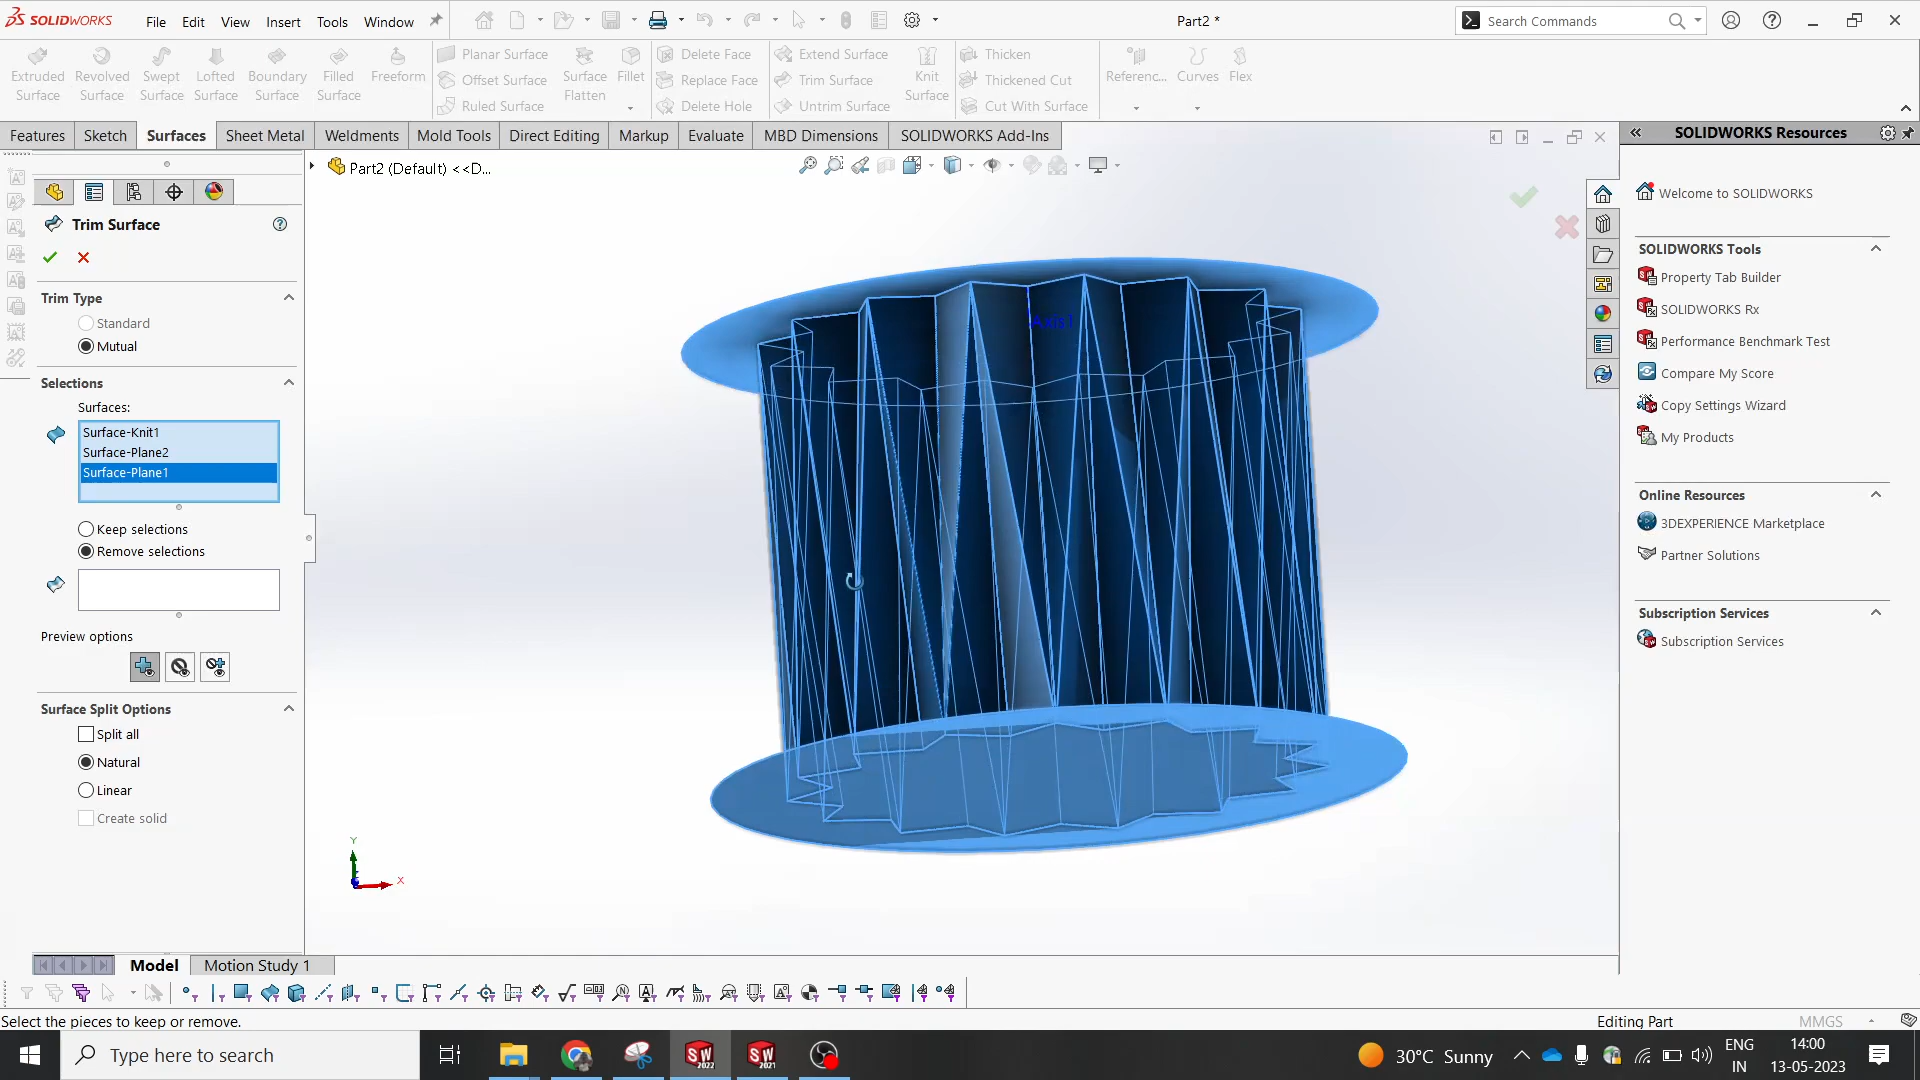 SOLIDWORKS File Edit View Insert Tools Window Part2 * Search Commands
Extruded Surface
Revolved Surface
Swept Surface
Lofted Surface
Boundary Surface
Filled Surface
Freeform
Planar Surface
Offset Surface
Ruled Surface
Surface Flatten
Fillet
Delete Face
Replace Face
Delete Hole
Extend Surface
Trim Surface
Untrim Surface
Knit Surface
Thicken
Thickened Cut
Cut With Surface
Referenc...
Curves
Flex
Features Sketch Surfaces Sheet Metal Weldments Mold Tools Direct Editing Markup Evaluate MBD Dimensions SOLIDWORKS Add-Ins
Part2 (Default) <<D...
Trim Surface
Trim Type
Standard
Mutual
Selections
Surfaces:
Surface-Knit1
Surface-Plane2
Surface-Plane1
Keep selections
Remove selections
Preview options
Surface Split Options
Split all
Natural
Linear
Create solid
Axis1
Y
X
SOLIDWORKS Resources
Welcome to SOLIDWORKS
SOLIDWORKS Tools
Property Tab Builder
SOLIDWORKS Rx
Performance Benchmark Test
Compare My Score
Copy Settings Wizard
My Products
Online Resources
3DEXPERIENCE Marketplace
Partner Solutions
Subscription Services
Subscription Services
Model Motion Study 1
Select the pieces to keep or remove. Editing Part MMGS
Type here to search
SW 2022
SW 2021
30°C Sunny
ENG IN
14:00
13-05-2023